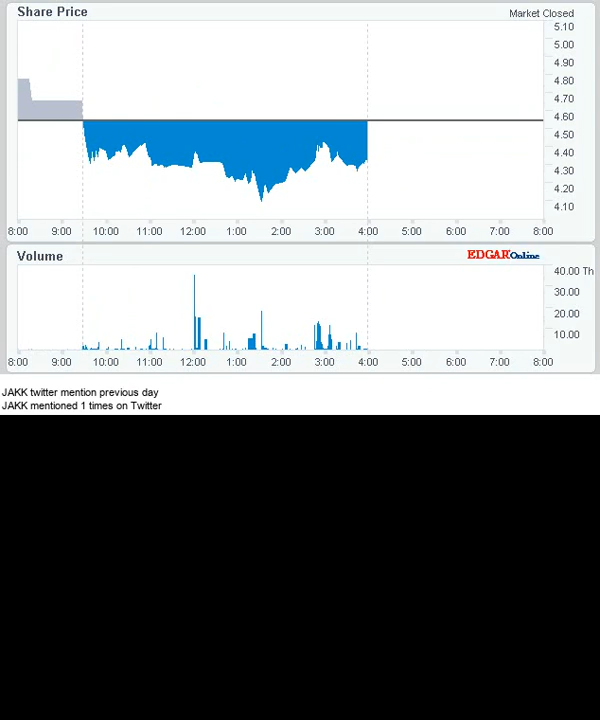 Share Price
Market Closed
5.10
5.00
4.90
4.80
4.70
4.60
4.50
4.40
4.30
4.20
4.10
8:00 9:00 10:00 11:00 12:00 1:00 2:00 3:00 4:00 5:00 6:00 7:00 8:00
Volume
EDGAR Online
40.00 Th
30.00
20.00
10.00
8:00 9:00 10:00 11:00 12:00 1:00 2:00 3:00 4:00 5:00 6:00 7:00 8:00
JAKK twitter mention previous day
JAKK mentioned 1 times on Twitter